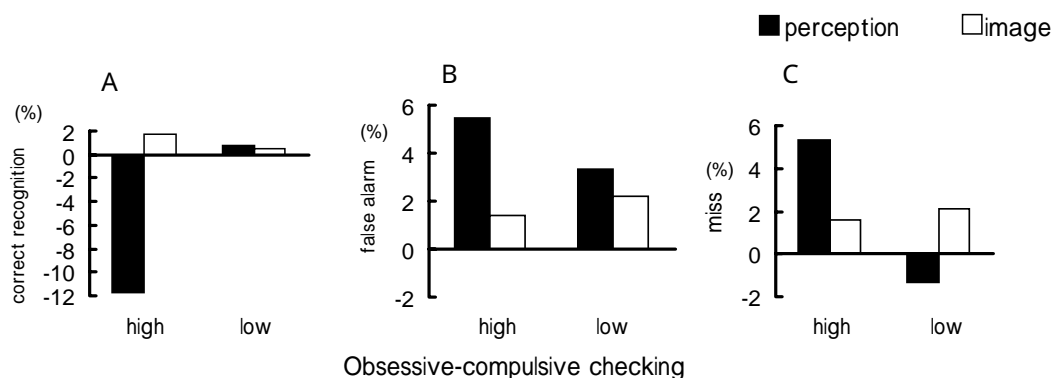 perception image
A
(%)
correct recognition
2
0
-2
-4
-6
-8
-10
-12
high low
B
(%)
false alarm
6
4
2
0
-2
high low
C
(%)
miss
6
4
2
0
-2
high low
Obsessive-compulsive checking